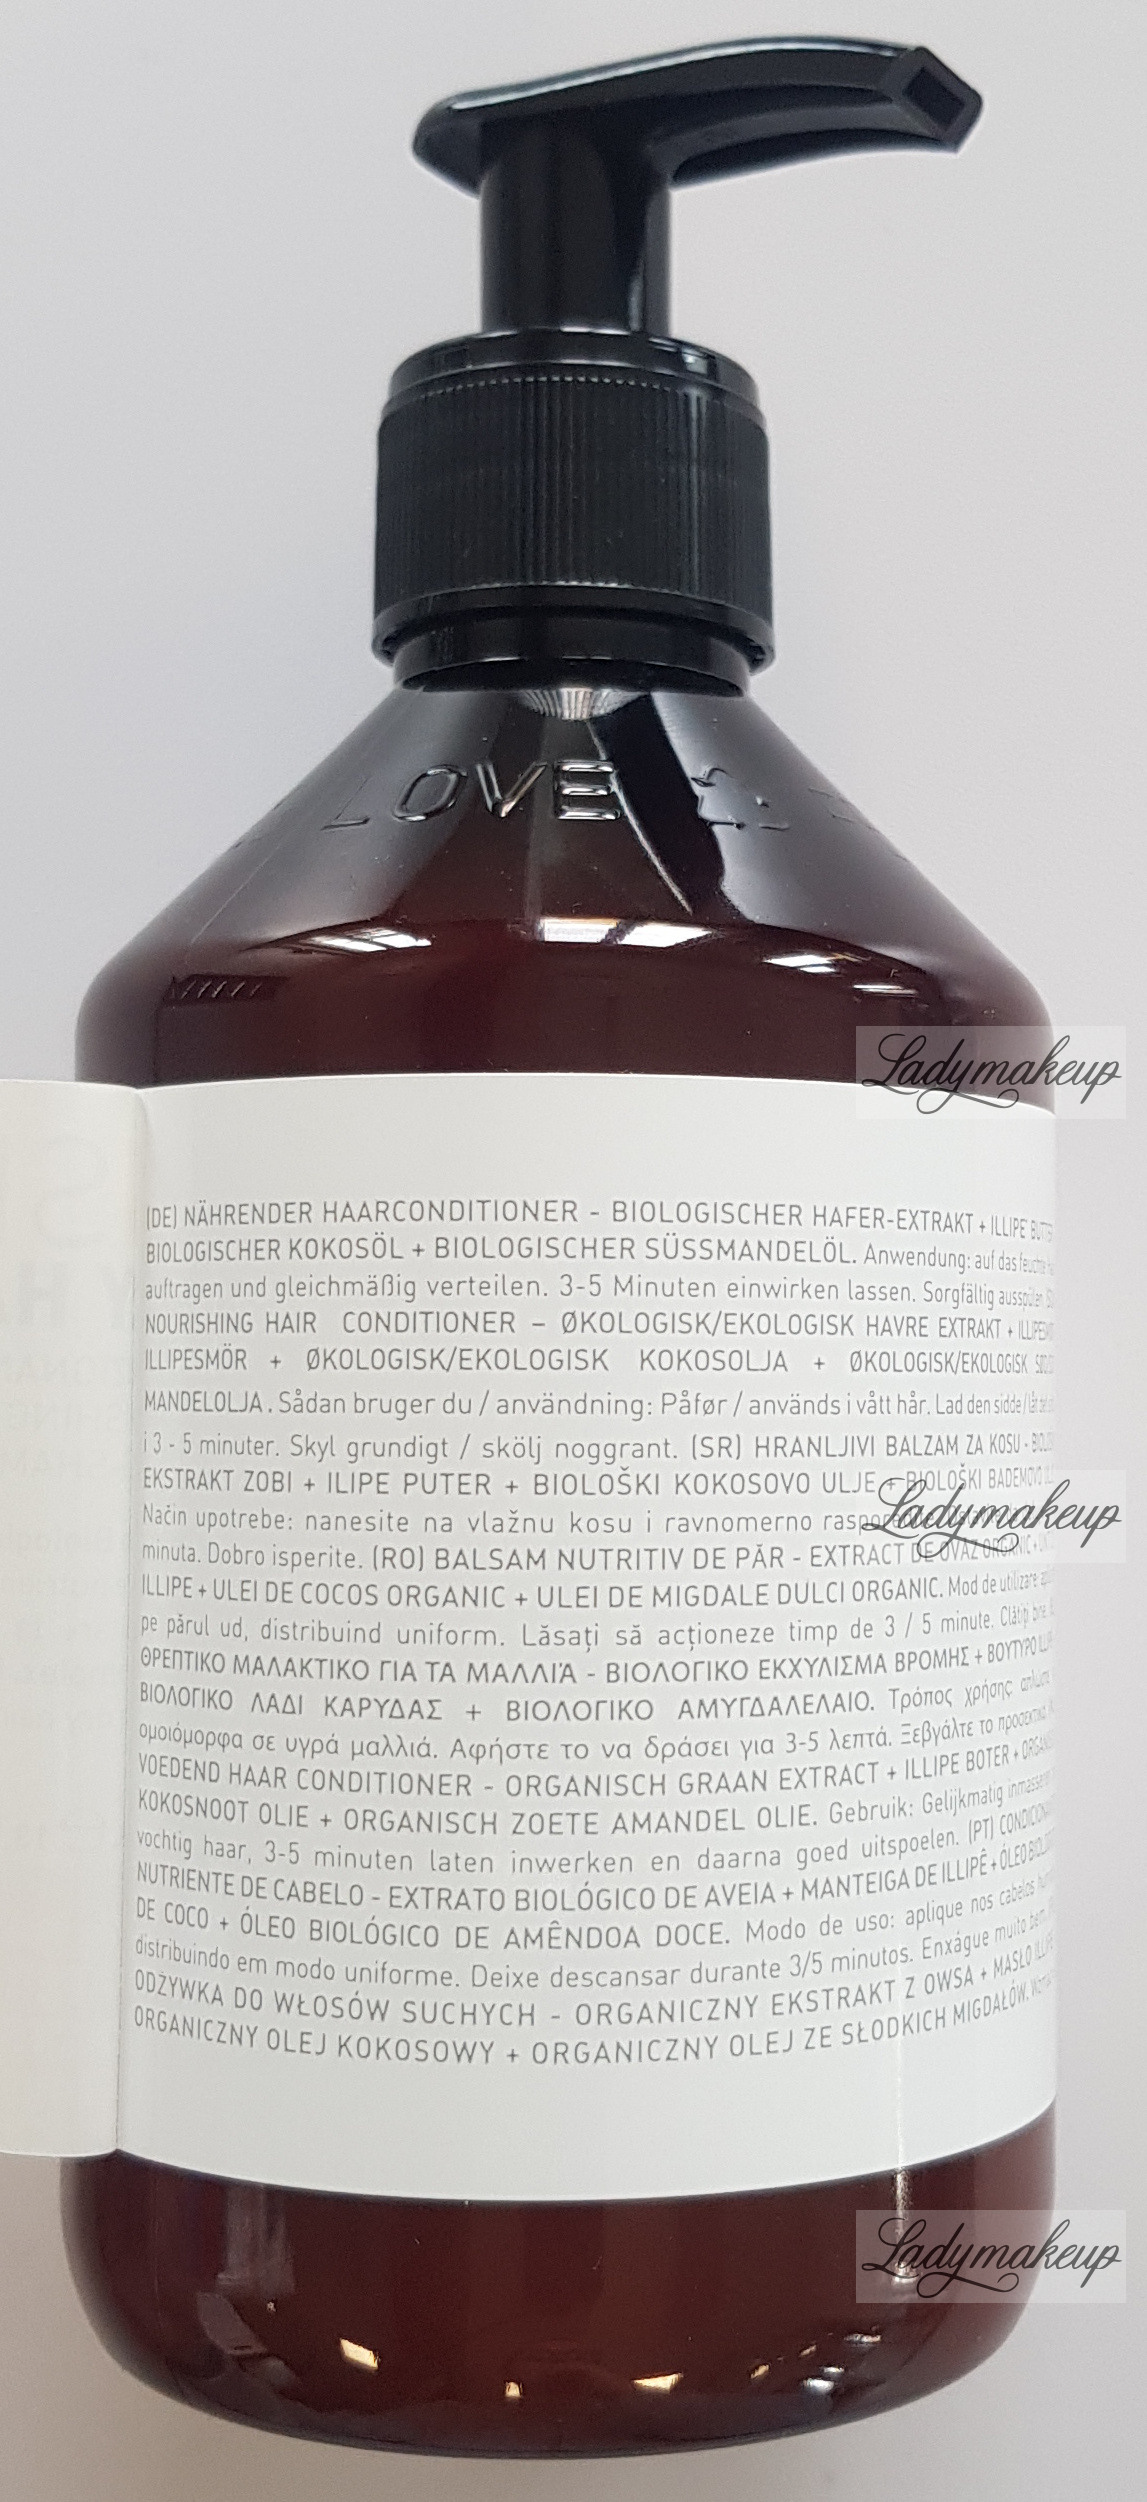 LOVE
(DE) NÄHRENDER HAARCONDITIONER - BIOLOGISCHER HAFER-EXTRAKT + ILLIPE BUTTER
BIOLOGISCHER KOKOSÖL + BIOLOGISCHER SÜSSMANDELÖL. Anwendung: auf das feuchte
auftragen und gleichmäßig verteilen. 3-5 Minuten einwirken lassen. Sorgfältig ausspülen.
NOURISHING HAIR CONDITIONER – ØKOLOGISK/EKOLOGISK HAVRE EXTRAKT +
ILLIPESMÖR + ØKOLOGISK/EKOLOGISK KOKOSOLJA + ØKOLOGISK/EKOLOGISK
MANDELOLJA. Sådan bruger du / användning: Påfør / används i vått hår. Lad den sidde /
i 3 - 5 minuter. Skyl grundigt / skölj noggrant. (SR) HRANLJIVI BALZAM ZA KOSU -
EKSTRAKT ZOBI + ILIPE PUTER + BIOLOŠKI KOKOSOVO ULJE + BIOLOŠKI BADEMOVO
Način upotrebe: nanesite na vlažnu kosu i ravnomerno
minuta. Dobro isperite. (RO) BALSAM NUTRITIV DE PĂR - EXTRACT DE OVĂZ ORGANIC +
ILLIPE + ULEI DE COCOS ORGANIC + ULEI DE MIGDALE DULCI ORGANIC. Mod de utilizare:
pe părul ud, distribuind uniform. Lăsați să acționeze timp de 3 / 5 minute. Clătiți bine.
ΘΡΕΠΤΙΚΟ ΜΑΛΑΚΤΙΚΟ ΓΙΑ ΤΑ ΜΑΛΛΙΆ - ΒΙΟΛΟΓΙΚΟ ΕΚΧΥΛΙΣΜΑ ΒΡΟΜΗΣ + ΒΟΥΤΥΡΟ
ΒΙΟΛΟΓΙΚΟ ΛΑΔΙ ΚΑΡΥΔΑΣ + ΒΙΟΛΟΓΙΚΟ ΑΜΥΓΔΑΛΕΛΑΙΟ. Τρόπος χρήσης: απλώστε
ομοιόμορφα σε υγρά μαλλιά. Αφήστε το να δράσει για 3-5 λεπτά. Ξεβγάλτε το προσεκτικά.
VOEDEND HAAR CONDITIONER - ORGANISCH GRAAN EXTRACT + ILLIPE BOTER +
KOKOSNOOT OLIE + ORGANISCH ZOETE AMANDEL OLIE. Gebruik: Gelijkmatig inmasseren
vochtig haar, 3-5 minuten laten inwerken en daarna goed uitspoelen. (PT)
NUTRIENTE DE CABELO - EXTRATO BIOLÓGICO DE AVEIA + MANTEIGA DE ILLIPÊ + ÓLEO
DE COCO + ÓLEO BIOLÓGICO DE AMÊNDOA DOCE. Modo de uso: aplique nos cabelos
distribuindo em modo uniforme. Deixe descansar durante 3/5 minutos. Enxágue muito bem.
ODŻYWKA DO WŁOSÓW SUCHYCH - ORGANICZNY EKSTRAKT Z OWSA + MASŁO ILLIPE
ORGANICZNY OLEJ KOKOSOWY + ORGANICZNY OLEJ ZE SŁODKICH MIGDAŁÓW.
Ladymakeup
Ladymakeup
Ladymakeup